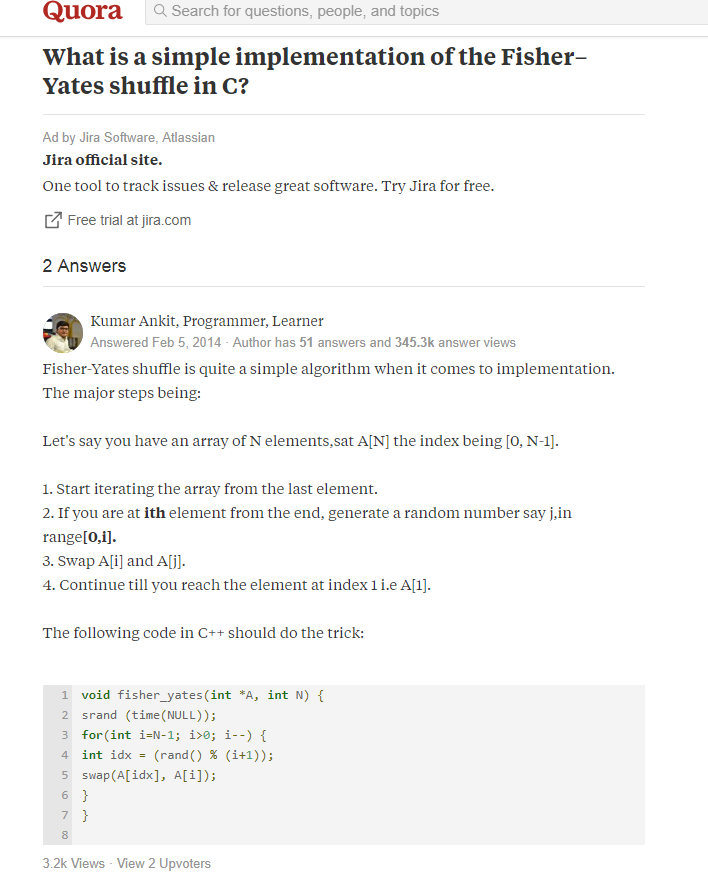 Quora
Search for questions, people, and topics
What is a simple implementation of the Fisher–
Yates shuffle in C?
Ad by Jira Software, Atlassian
Jira official site.
One tool to track issues & release great software. Try Jira for free.
Free trial at jira.com
2 Answers
Kumar Ankit, Programmer, Learner
Answered Feb 5, 2014 · Author has 51 answers and 345.3k answer views
Fisher-Yates shuffle is quite a simple algorithm when it comes to implementation.
The major steps being:
Let's say you have an array of N elements,sat A[N] the index being [0, N-1].
1. Start iterating the array from the last element.
2. If you are at ith element from the end, generate a random number say j,in
range[0,i].
3. Swap A[i] and A[j].
4. Continue till you reach the element at index 1 i.e A[1].
The following code in C++ should do the trick:
1 void fisher_yates(int *A, int N) {
2 srand (time(NULL));
3 for(int i=N-1; i>0; i--) {
4 int idx = (rand() % (i+1));
5 swap(A[idx], A[i]);
6 }
7 }
8
3.2k Views · View 2 Upvoters